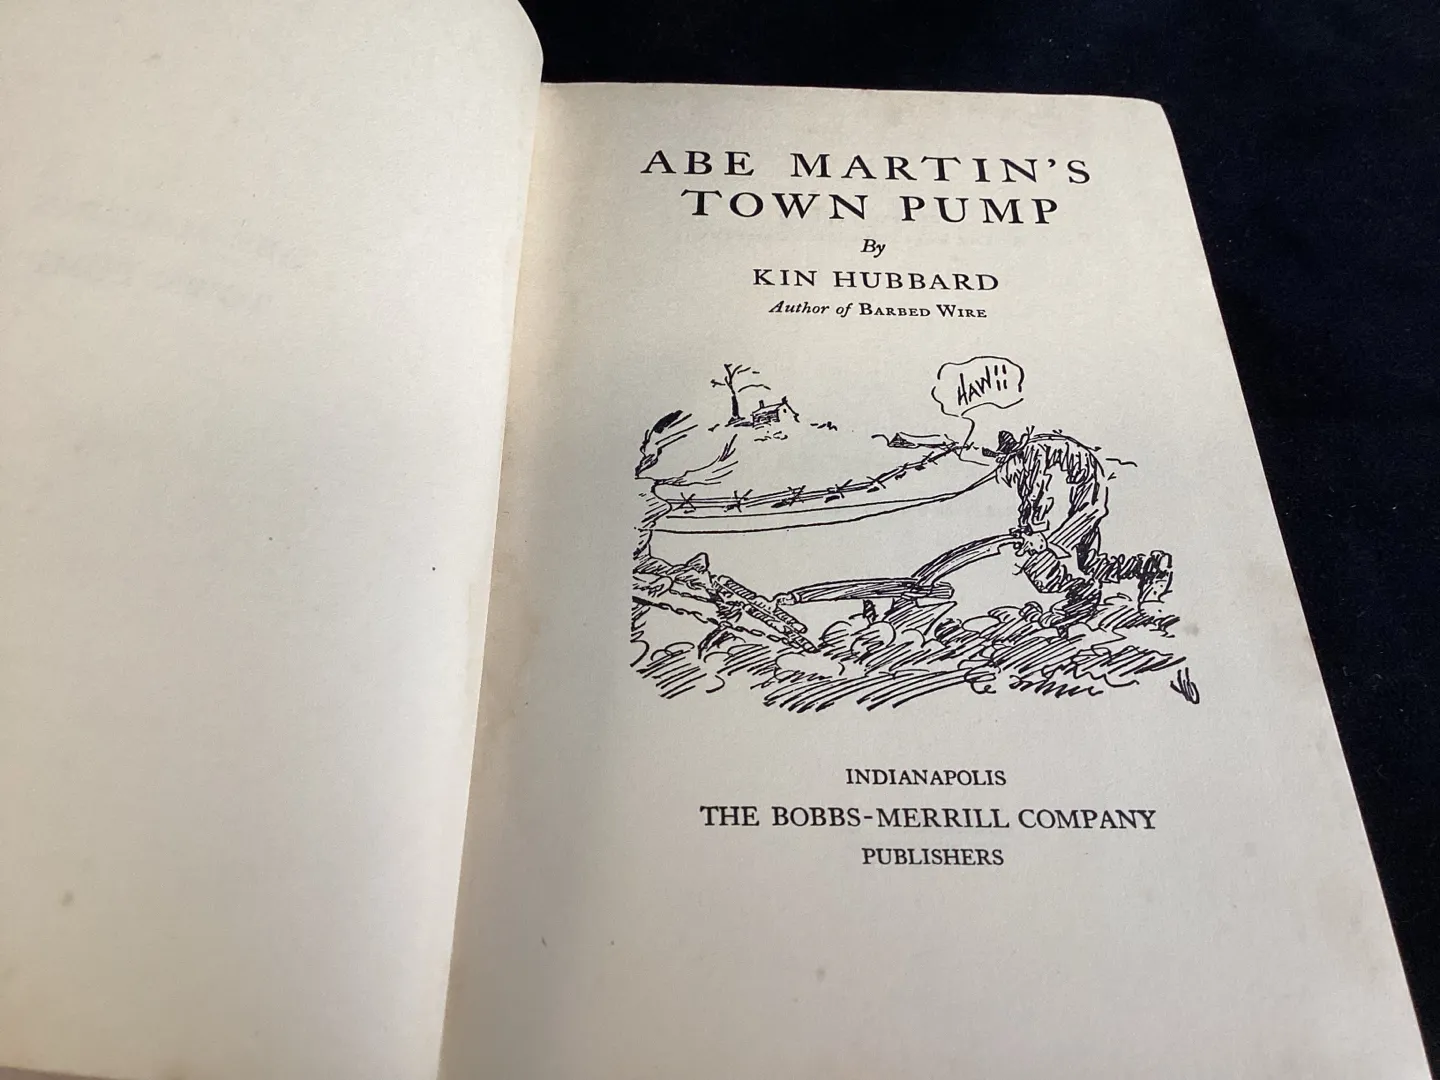 ABE MARTIN'S
TOWN PUMP
By
KIN HUBBARD
Author of BARBED WIRE
HAW!!
INDIANAPOLIS
THE BOBBS-MERRILL COMPANY
PUBLISHERS